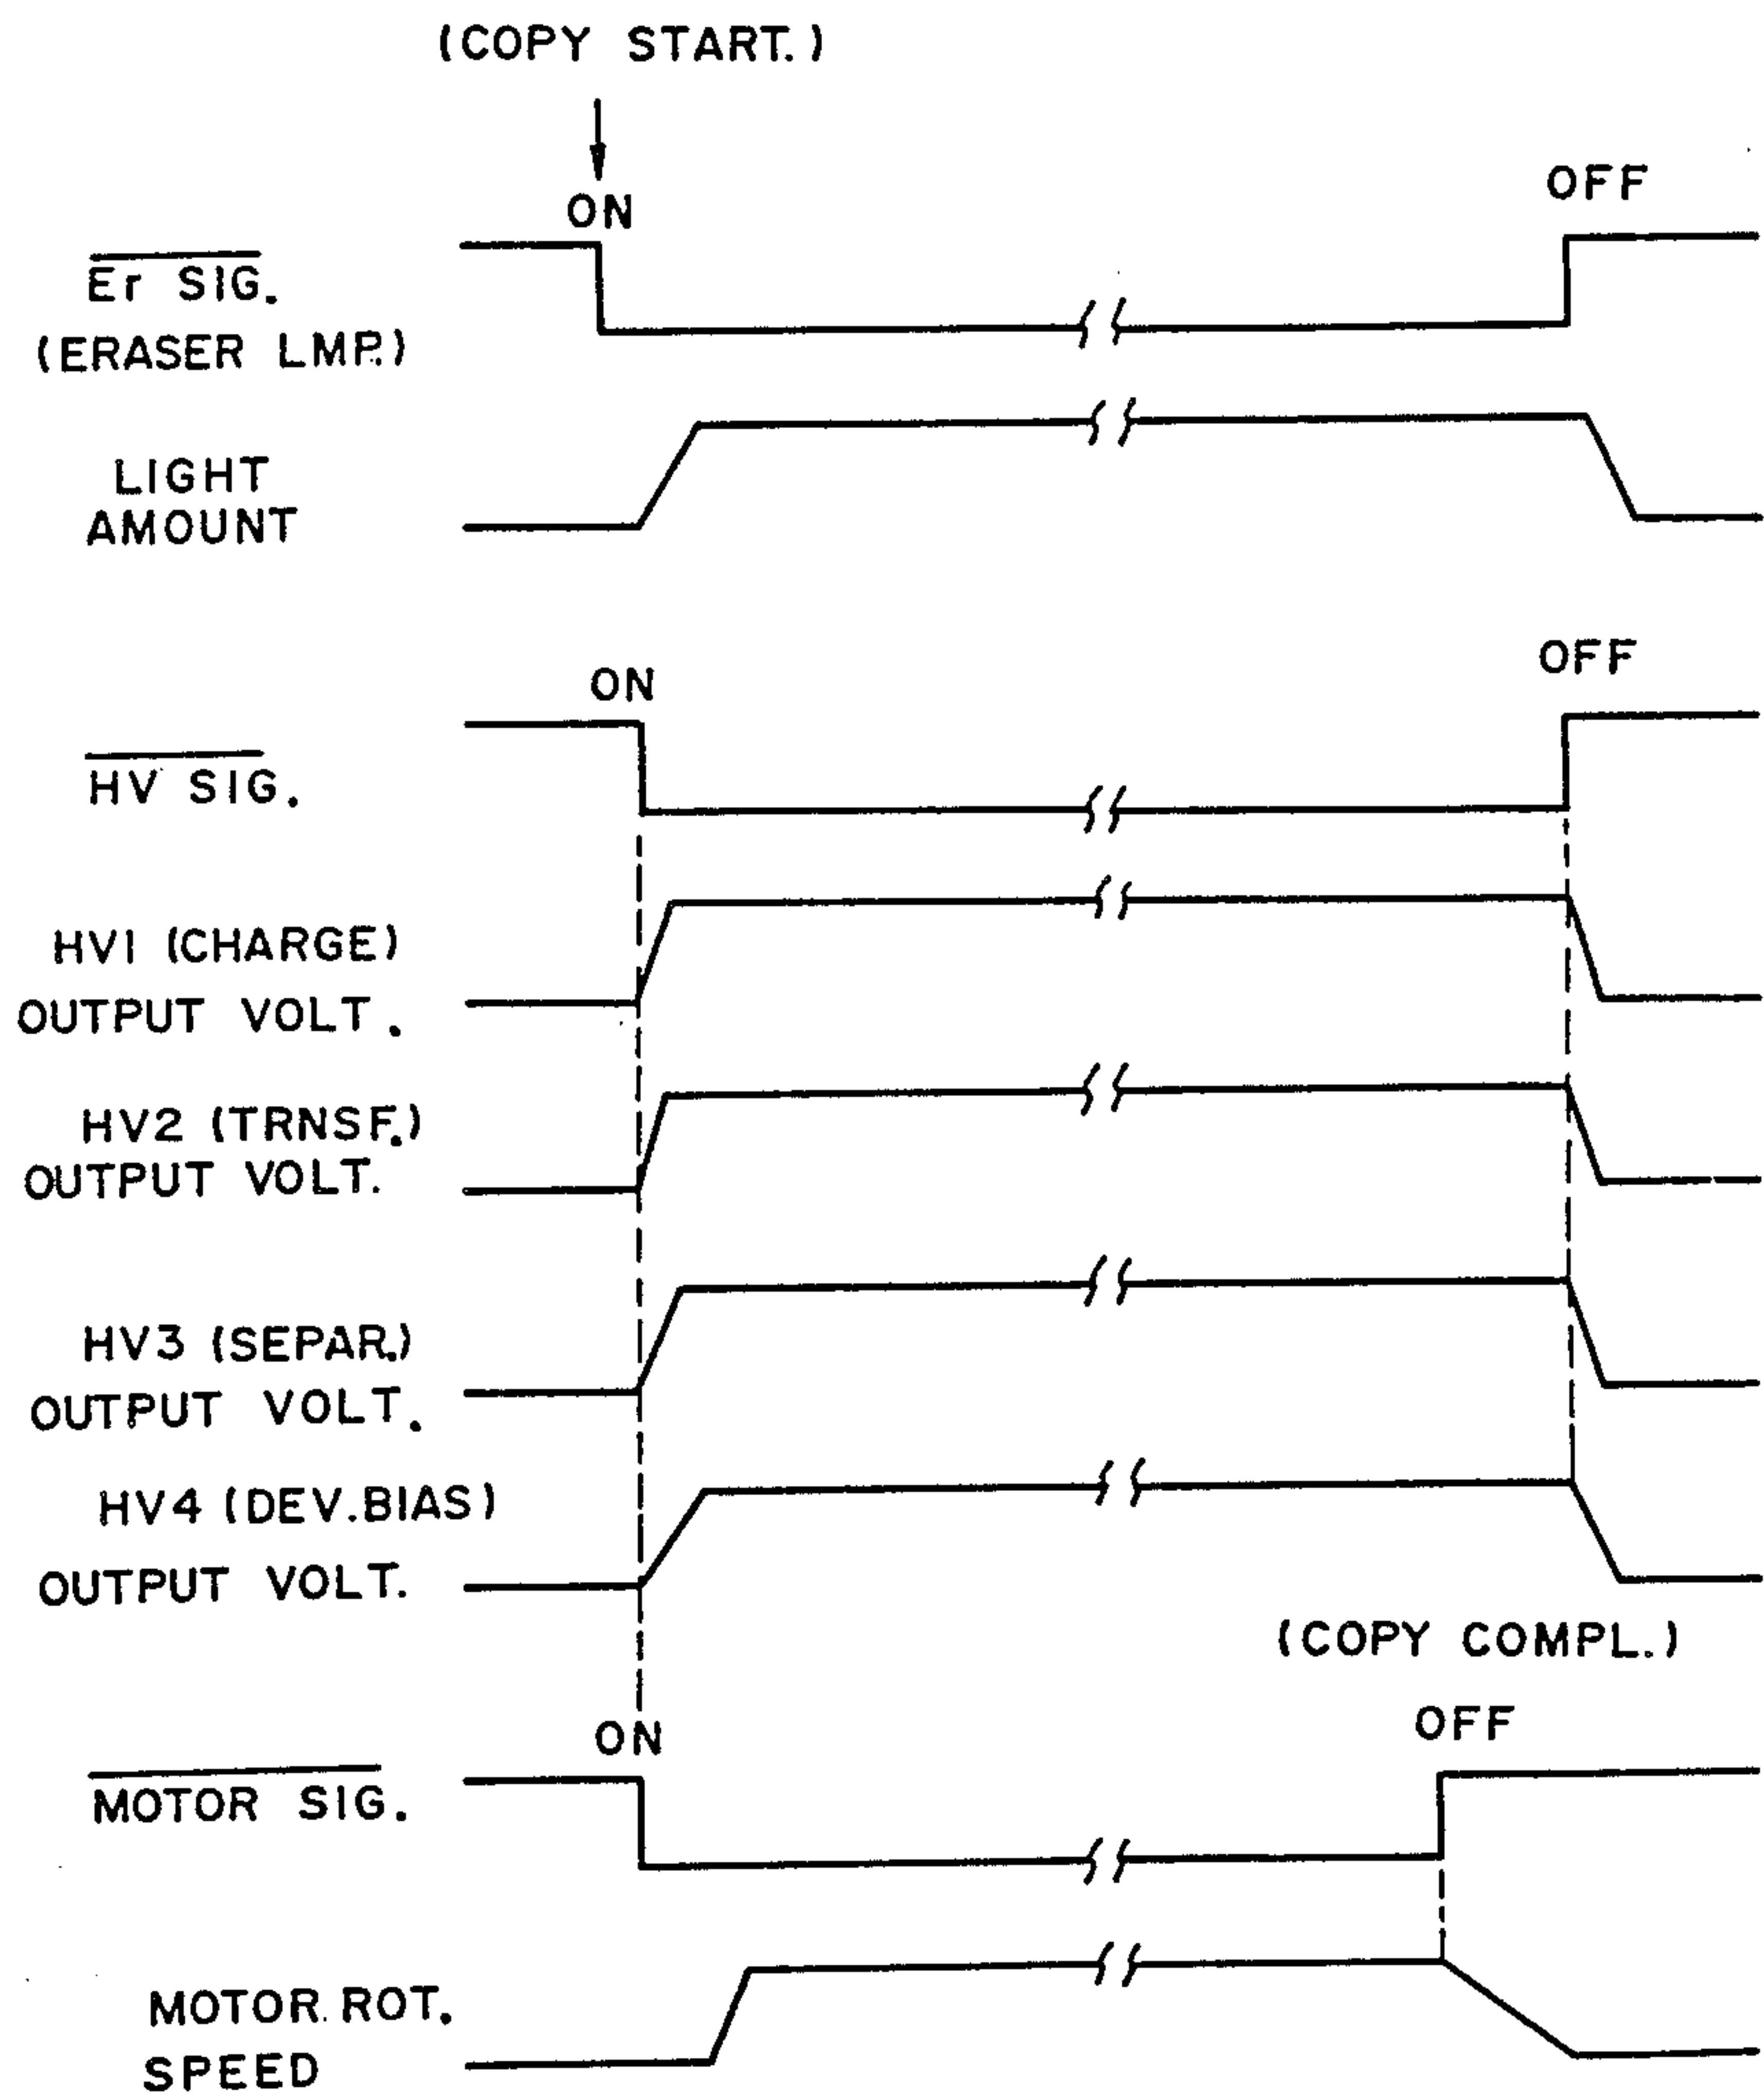 (COPY START.)
ON
OFF
Er SIG.
(ERASER LMP.)
LIGHT
AMOUNT
ON
OFF
HV SIG.
HV1 (CHARGE)
OUTPUT VOLT.
HV2 (TRNSF.)
OUTPUT VOLT.
HV3 (SEPAR.)
OUTPUT VOLT.
HV4 (DEV.BIAS)
OUTPUT VOLT.
(COPY COMPL.)
ON
OFF
MOTOR SIG.
MOTOR ROT.
SPEED